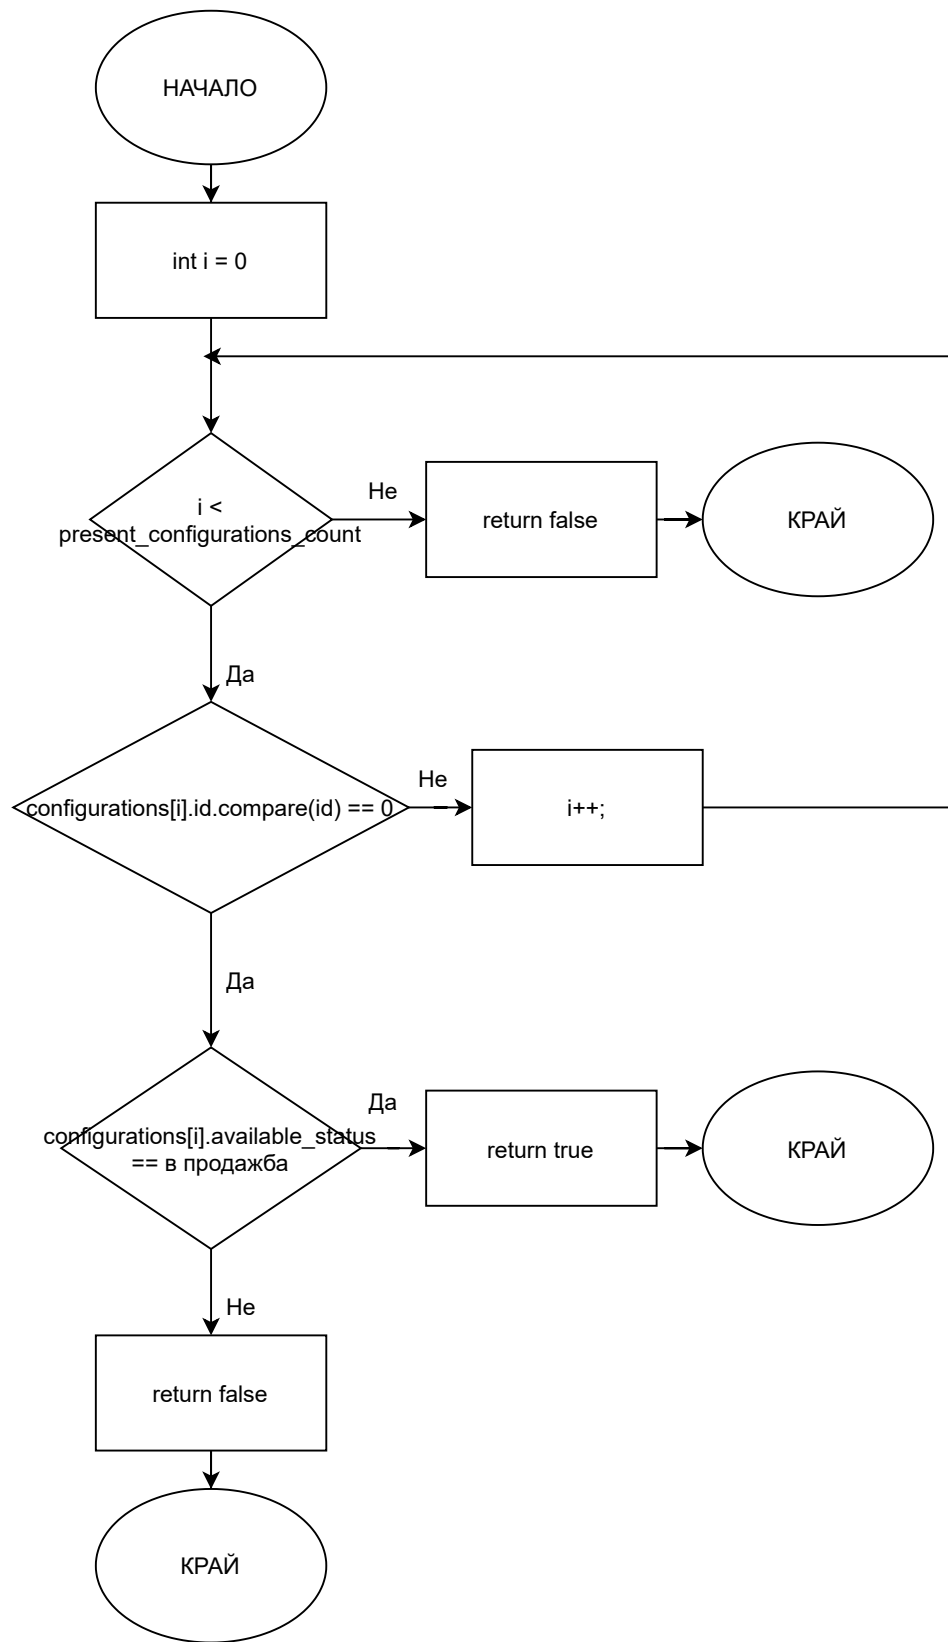 НАЧАЛО
int i = 0
i <
present_configurations_count
Не
return false
КРАЙ
Да
configurations[i].id.compare(id) == 0
Не
i++;
Да
configurations[i].available_status
== в продажба
Да
return true
КРАЙ
Не
return false
КРАЙ